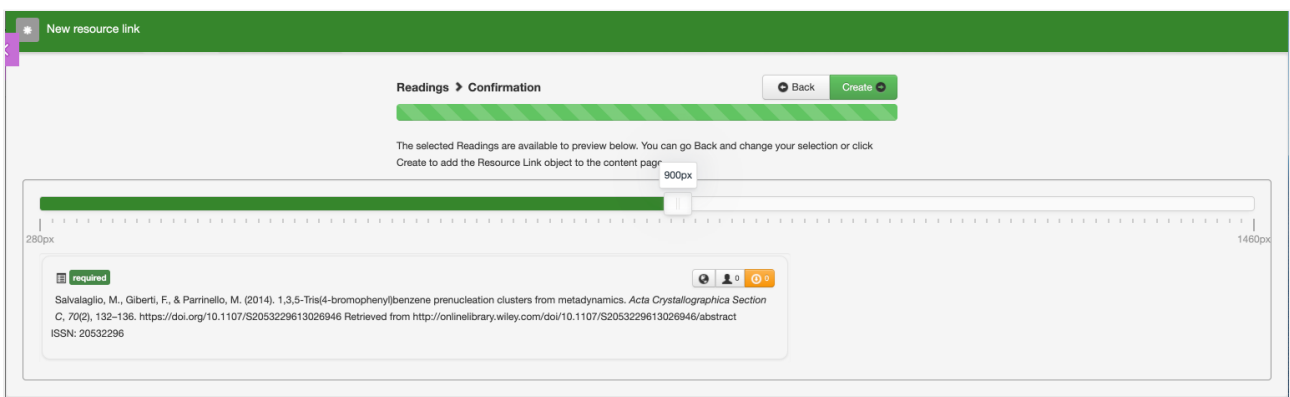 New resource link
Readings > Confirmation
Back
Create
The selected Readings are available to preview below. You can go Back and change your selection or click
Create to add the Resource Link object to the content page
900px
280px
1460px
required
0
0
Salvalaglio, M., Giberti, F., & Parrinello, M. (2014). 1,3,5-Tris(4-bromophenyl)benzene prenucleation clusters from metadynamics. Acta Crystallographica Section
C, 70(2), 132–136. https://doi.org/10.1107/S2053229613026946 Retrieved from http://onlinelibrary.wiley.com/doi/10.1107/S2053229613026946/abstract
ISSN: 20532296